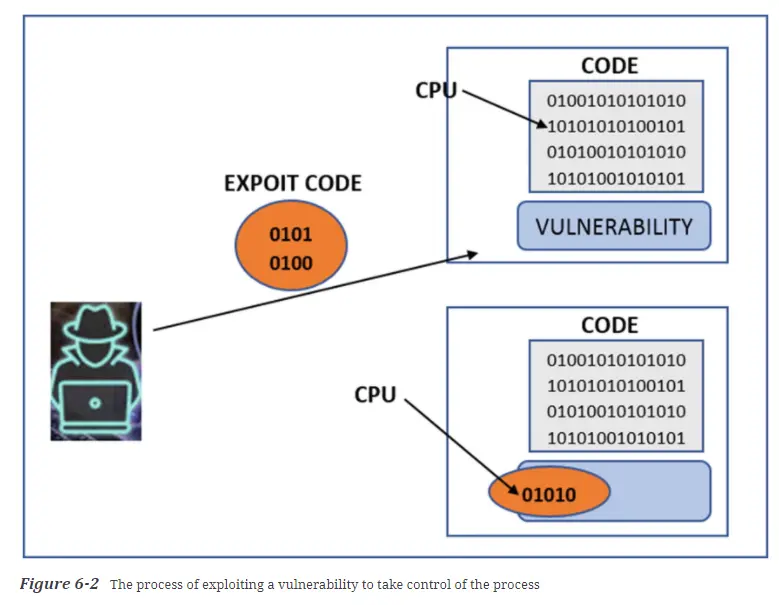 CODE
CPU
01001010101010
10101010100101
01010010101010
10101001010101
VULNERABILITY
EXPOIT CODE
0101
0100
CODE
01001010101010
10101010100101
01010010101010
10101001010101
CPU
01010
Figure 6-2 The process of exploiting a vulnerability to take control of the process